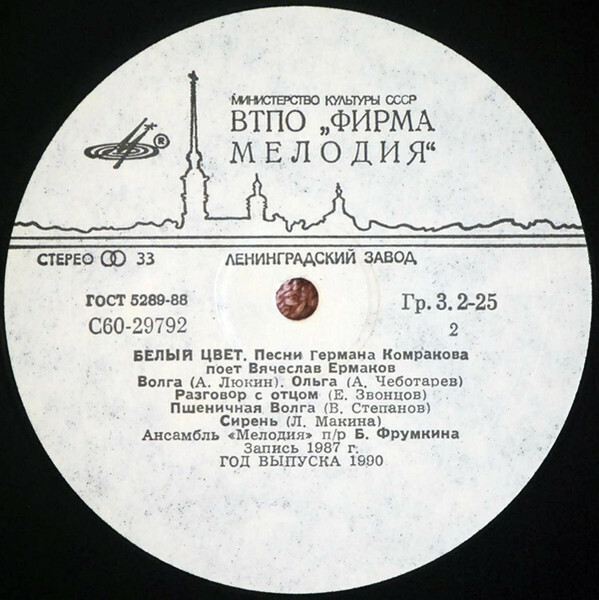 МИНИСТЕРСТВО КУЛЬТУРЫ СССР
ВТПО „ФИРМА
МЕЛОДИЯ“
®
СТЕРЕО 33
ЛЕНИНГРАДСКИЙ ЗАВОД
ГОСТ 5289-88
Гр. 3. 2-25
С60-29792
2
БЕЛЫЙ ЦВЕТ. Песни Германа Комракова
поет Вячеслав Ермаков
Волга (А. Люкин). Ольга (А. Чеботарев)
Разговор с отцом (Е. Звонцов)
Пшеничная Волга (В. Степанов)
Сирень (Л. Макина)
Ансамбль «Мелодия» п/р Б. Фрумкина
Запись 1987 г.
ГОД ВЫПУСКА 1990